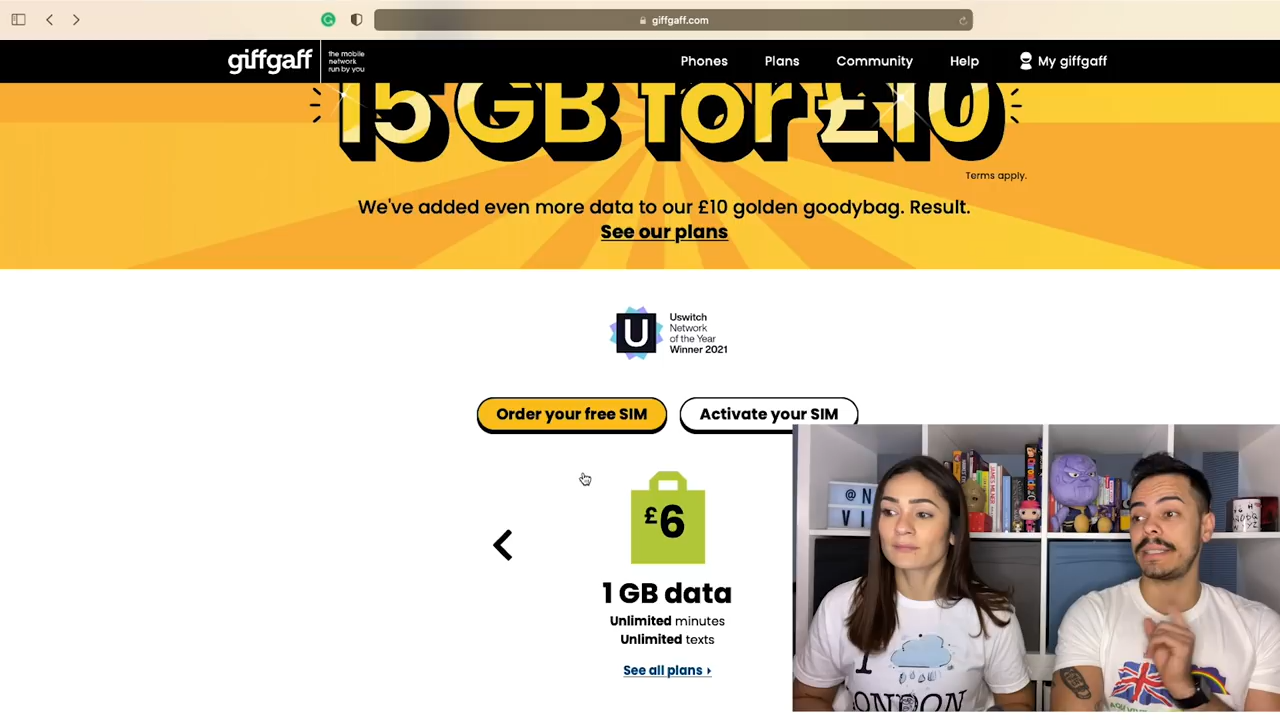 giffgaff.com
giffgaff
the mobile
network
run by you
Phones
Plans
Community
Help
My giffgaff
15 GB for £10
Terms apply.
We've added even more data to our £10 golden goodybag. Result.
See our plans
U
Uswitch
Network
of the Year
Winner 2021
Order your free SIM
Activate your SIM
£6
1 GB data
Unlimited minutes
Unlimited texts
See all plans
@N
VI
I
LONDON